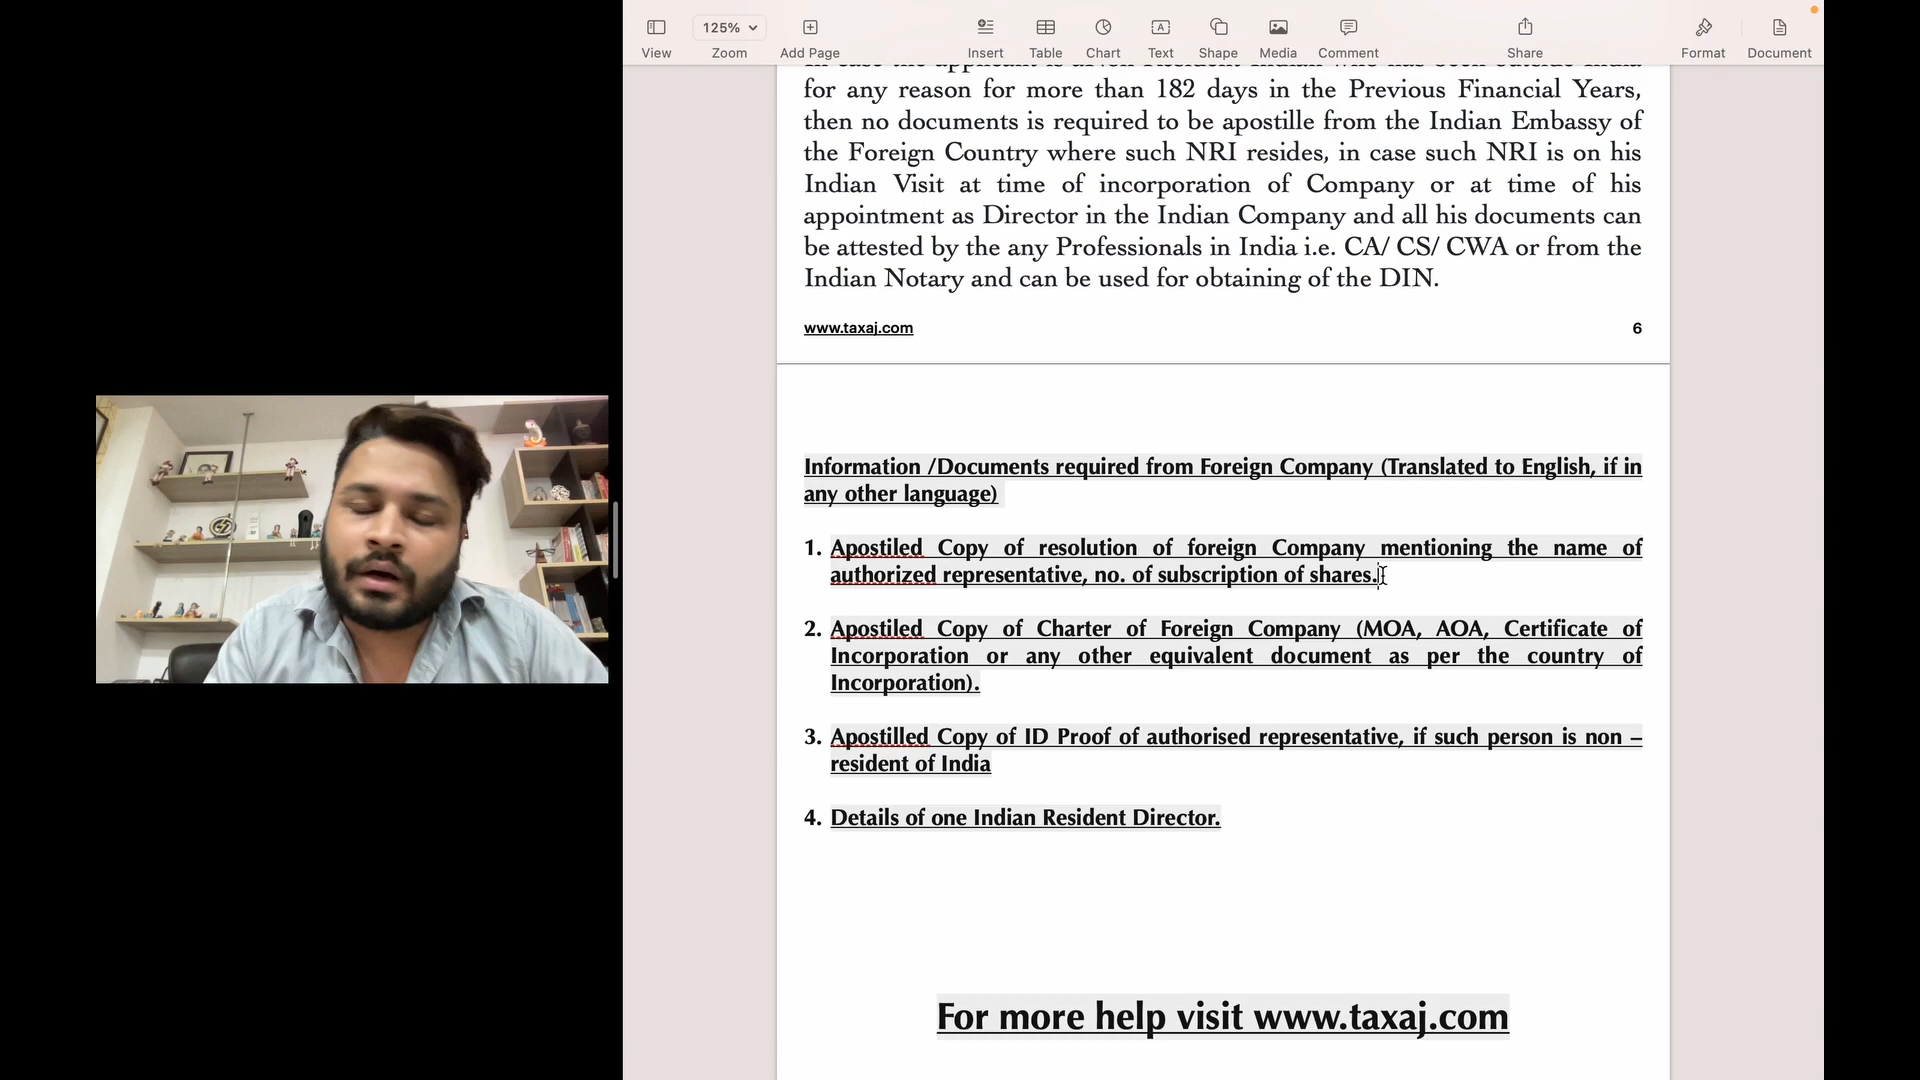 125%
View
Zoom
Add Page
Insert
Table
Chart
Text
Shape
Media
Comment
Share
Format
Document
for any reason for more than 182 days in the Previous Financial Years,
then no documents is required to be apostille from the Indian Embassy of
the Foreign Country where such NRI resides, in case such NRI is on his
Indian Visit at time of incorporation of Company or at time of his
appointment as Director in the Indian Company and all his documents can
be attested by the any Professionals in India i.e. CA/ CS/ CWA or from the
Indian Notary and can be used for obtaining of the DIN.
www.taxaj.com
6
Information /Documents required from Foreign Company (Translated to English, if in
any other language)
1. Apostiled Copy of resolution of foreign Company mentioning the name of
authorized representative, no. of subscription of shares.
2. Apostiled Copy of Charter of Foreign Company (MOA, AOA, Certificate of
Incorporation or any other equivalent document as per the country of
Incorporation).
3. Apostilled Copy of ID Proof of authorised representative, if such person is non –
resident of India
4. Details of one Indian Resident Director.
For more help visit www.taxaj.com